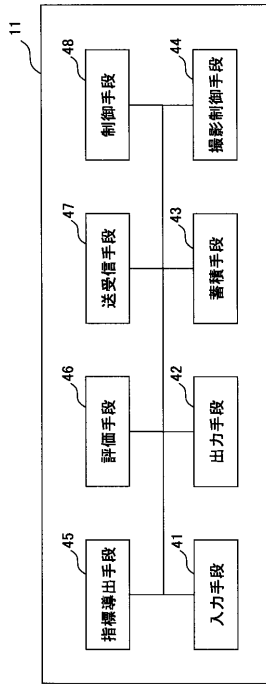 11
45
指標導出手段
46
評価手段
47
送受信手段
48
制御手段
41
入力手段
42
出力手段
43
蓄積手段
44
撮影制御手段